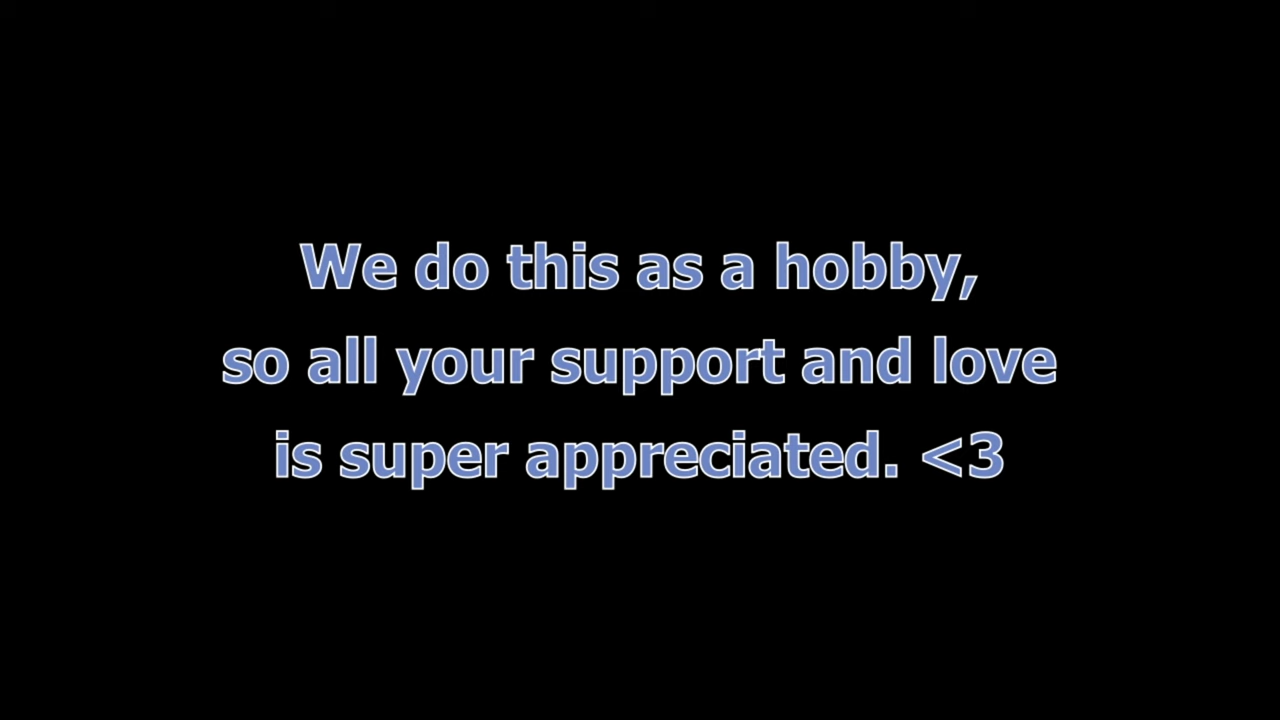 We do this as a hobby,
so all your support and love
is super appreciated. <3